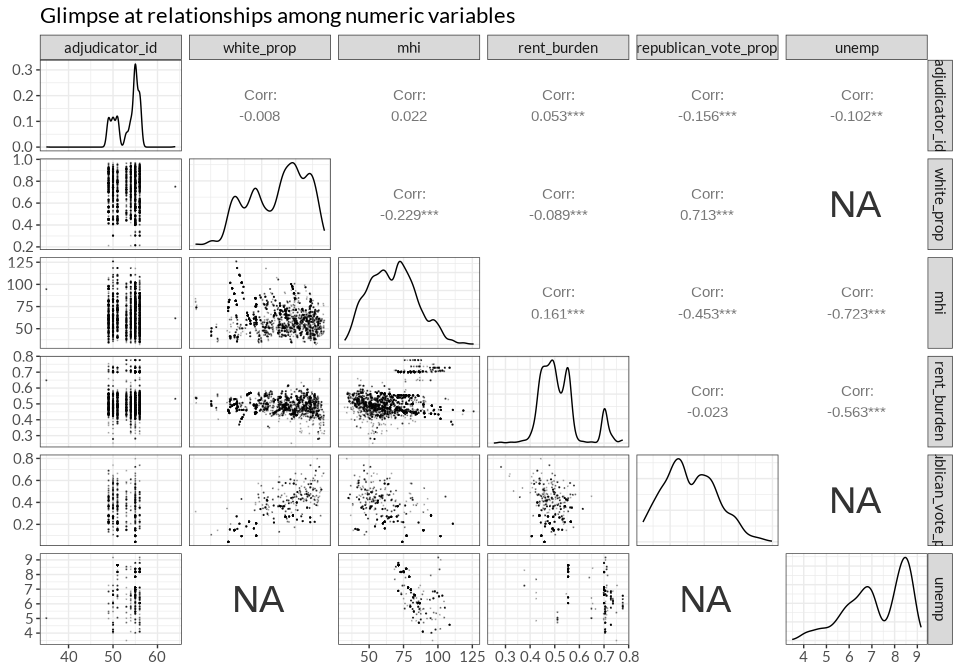 Glimpse at relationships among numeric variables
adjudicator_id white_prop mhi rent_burden republican_vote_prop unemp
0.3
0.2
0.1
0.0
Corr:
-0.008
Corr:
0.022
Corr:
0.053***
Corr:
-0.156***
Corr:
-0.102**
adjudicator_id
1.0
0.8
0.6
0.4
0.2
Corr:
-0.229***
Corr:
-0.089***
Corr:
0.713***
NA
white_prop
125
100
75
50
Corr:
0.161***
Corr:
-0.453***
Corr:
-0.723***
mhi
0.8
0.7
0.6
0.5
0.4
0.3
Corr:
-0.023
Corr:
-0.563***
rent_burden
0.8
0.6
0.4
0.2
NA
ublican_vote_p
9
8
7
6
5
4
NA
NA
unemp
40 50 60
50 75 100 125
0.3 0.4 0.5 0.6 0.7 0.8
4 5 6 7 8 9